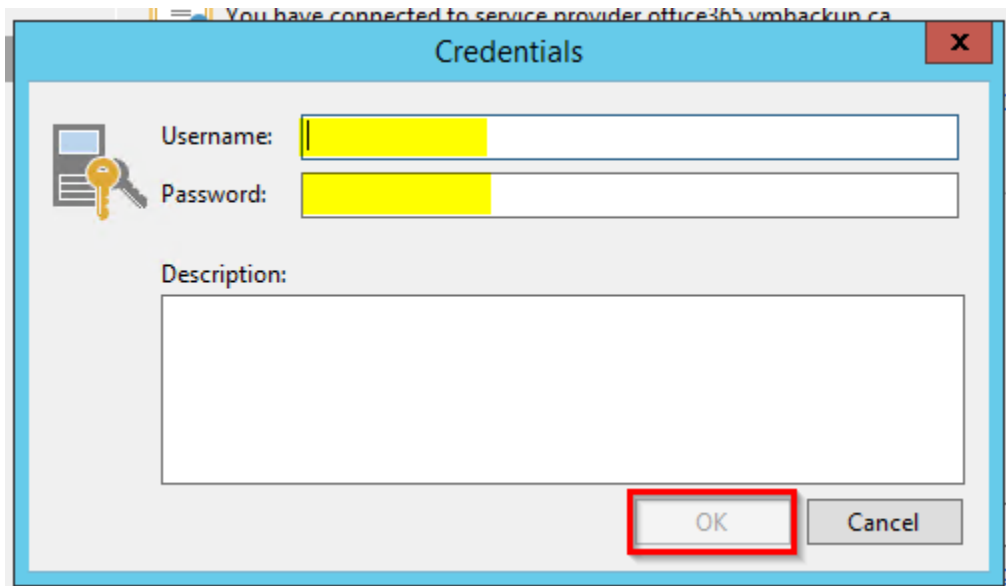 You have connected to service provider office365.vmbackup.ca
Credentials
x
Username:
Password:
Description:
OK
Cancel